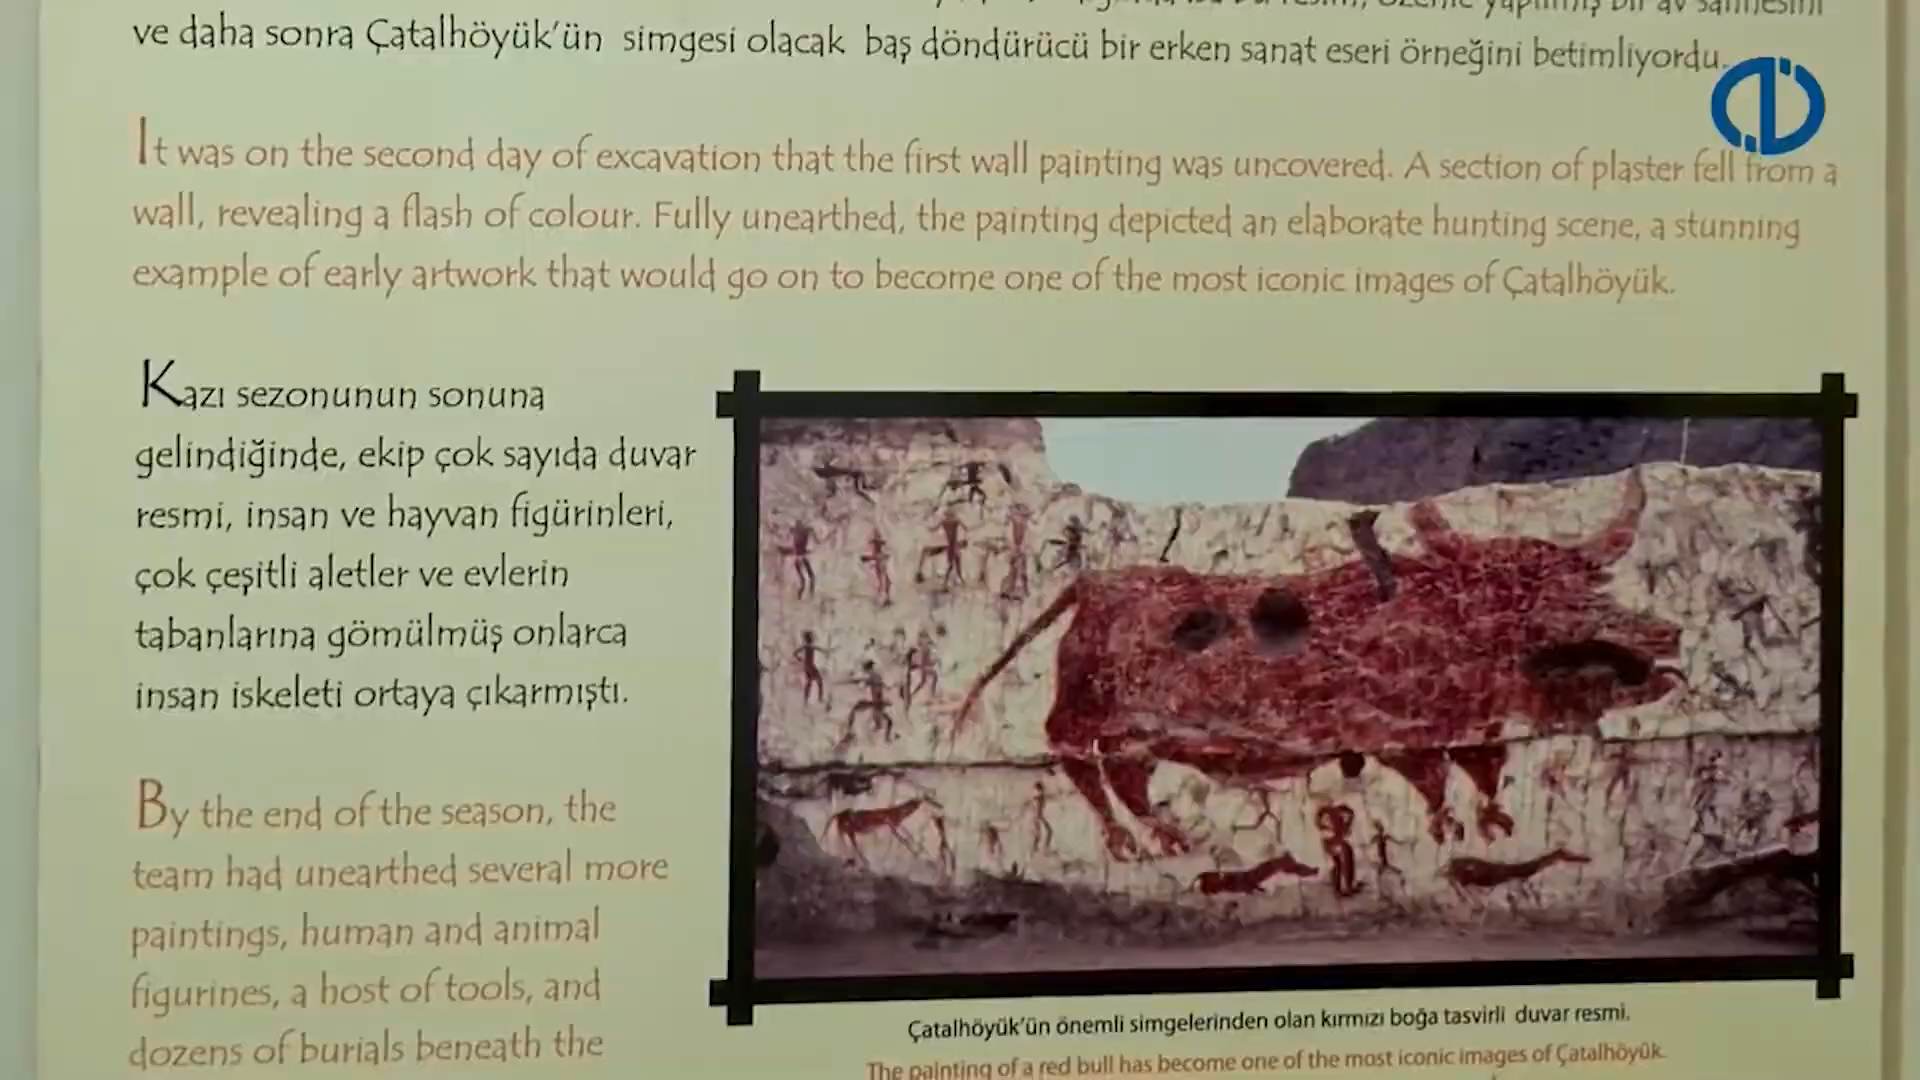 ve daha sonra Çatalhöyük'ün simgesi olacak baş döndürücü bir erken sanat eseri örneğini betimliyordu.
It was on the second day of excavation that the first wall painting was uncovered. A section of plaster fell from a
wall, revealing a flash of colour. Fully unearthed, the painting depicted an elaborate hunting scene, a stunning
example of early artwork that would go on to become one of the most iconic images of Çatalhöyük.
Kazı sezonunun sonuna
gelindiğinde, ekip çok sayıda duvar
resmi, insan ve hayvan figürinleri,
çok çeşitli aletler ve evlerin
tabanlarına gömülmüş onlarca
insan iskeleti ortaya çıkarmıştı.
By the end of the season, the
team had unearthed several more
paintings, human and animal
figurines, a host of tools, and
dozens of burials beneath the
Çatalhöyük'ün önemli simgelerinden olan kırmızı boğa tasvirli duvar resmi.
The painting of a red bull has become one of the most iconic images of Çatalhöyük.